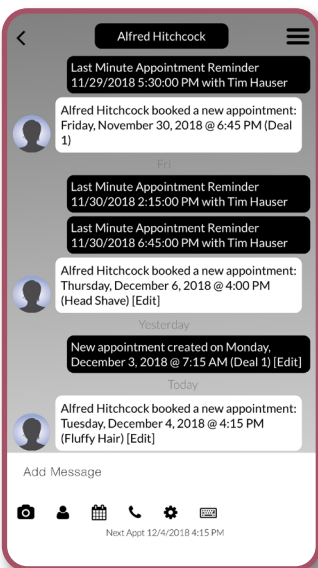 Alfred Hitchcock
Last Minute Appointment Reminder
11/29/2018 5:30:00 PM with Tim Hauser
Alfred Hitchcock booked a new appointment:
Friday, November 30, 2018 @ 6:45 PM (Deal
1)
Fri
Last Minute Appointment Reminder
11/30/2018 2:15:00 PM with Tim Hauser
Last Minute Appointment Reminder
11/30/2018 6:45:00 PM with Tim Hauser
Alfred Hitchcock booked a new appointment:
Thursday, December 6, 2018 @ 4:00 PM
(Head Shave) [Edit]
Yesterday
New appointment created on Monday,
December 3, 2018 @ 7:15 AM (Deal 1) [Edit]
Today
Alfred Hitchcock booked a new appointment:
Tuesday, December 4, 2018 @ 4:15 PM
(Fluffy Hair) [Edit]
Add Message
Next Appt 12/4/2018 4:15 PM